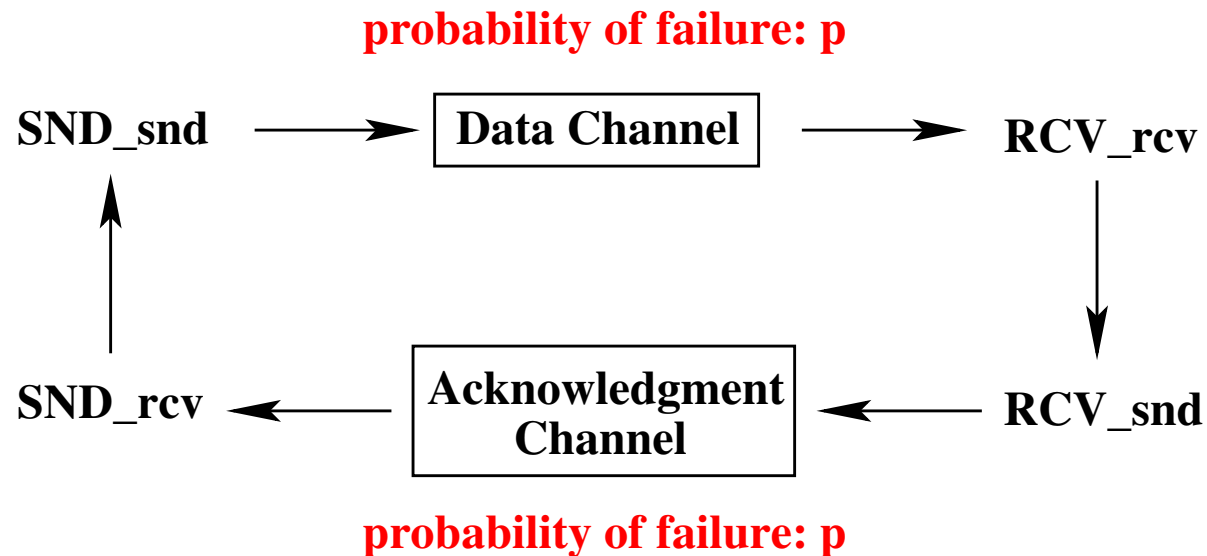 probability of failure: p
SND_snd
Data Channel
RCV_rcv
SND_rcv
Acknowledgment
Channel
RCV_snd
probability of failure: p